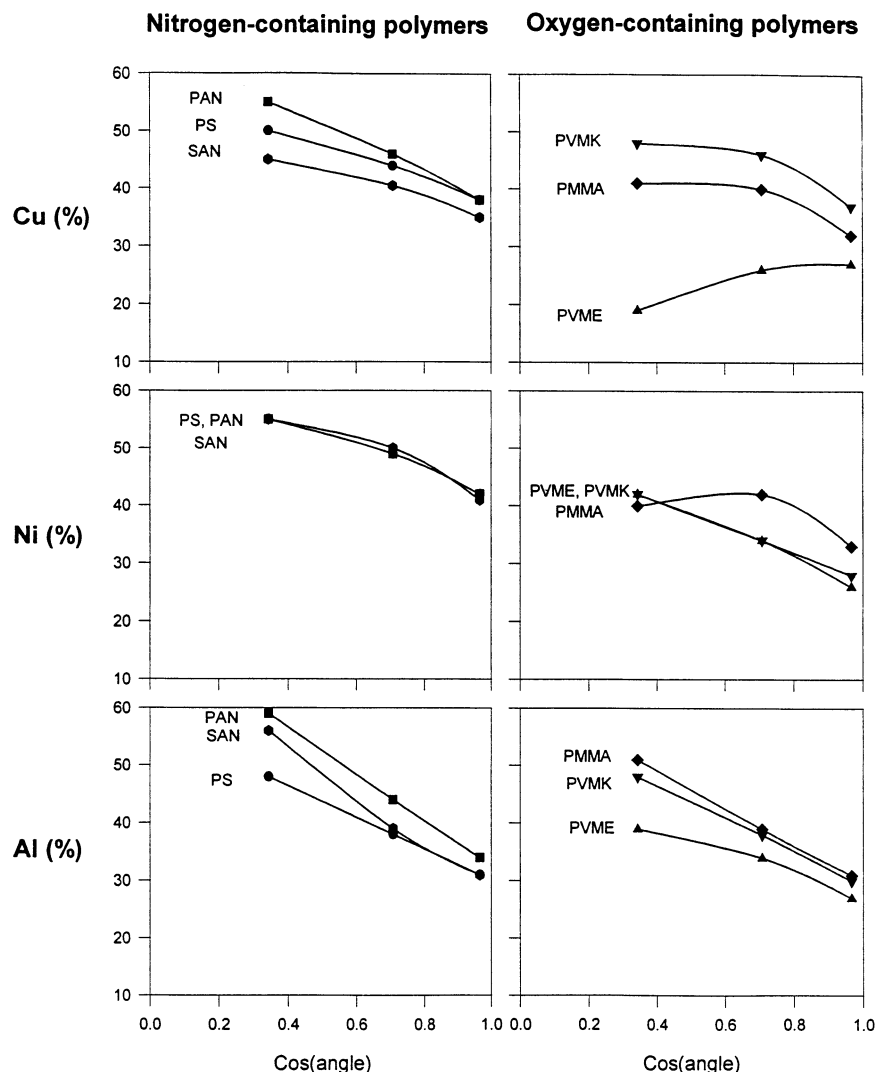 Nitrogen-containing polymers
Oxygen-containing polymers
Cu (%)
60
50
40
30
20
10
PAN
PS
SAN
PVMK
PMMA
PVME
Ni (%)
60
50
40
30
20
10
PS, PAN
SAN
PVME, PVMK
PMMA
Al (%)
60
50
40
30
20
10
PAN
SAN
PS
PMMA
PVMK
PVME
0.0 0.2 0.4 0.6 0.8 1.0
0.0 0.2 0.4 0.6 0.8 1.0
Cos(angle)
Cos(angle)